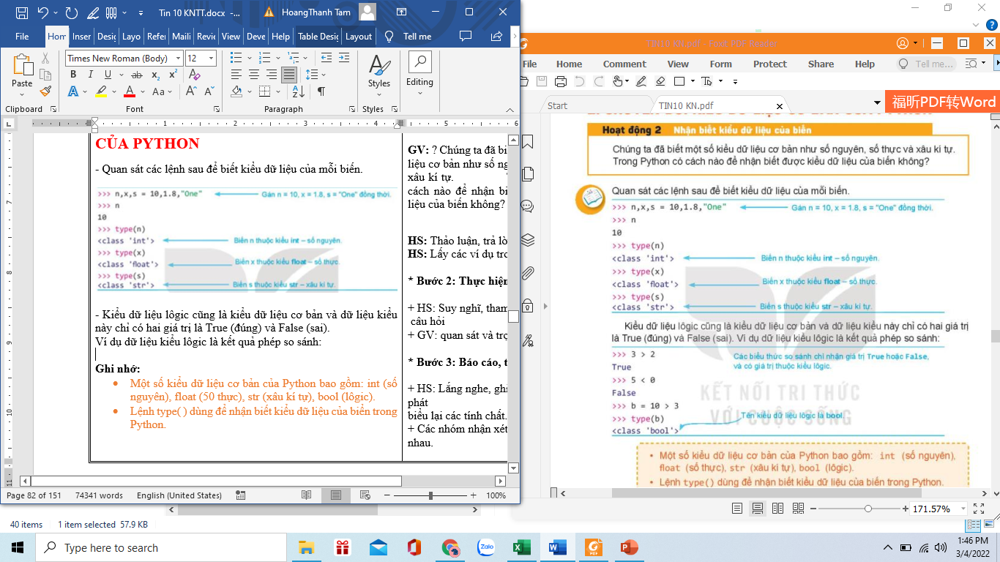 Tin 10 KNTT.docx -...
HoangThanh Tam
File
Hom
Inser
Desig
Layo
Refer
Maili
Revie
View
Deve
Help
Table Desig
Layout
Tell me
Times New Roman (Body)
12
Paste
Styles
Editing
Clipboard
Font
Paragraph
Styles
CỦA PYTHON
- Quan sát các lệnh sau để biết kiểu dữ liệu của mỗi biến.
>>> n,x,s = 10,1.8,"One"
Gán n = 10, x = 1.8, s = "One" đồng thời.
>>> n
10
>>> type(n)
<class 'int'>
Biến n thuộc kiểu int – số nguyên.
>>> type(x)
<class 'float'>
Biến x thuộc kiểu float – số thực.
>>> type(s)
<class 'str'>
Biến s thuộc kiểu str – xâu kí tự.
- Kiểu dữ liệu lôgic cũng là kiểu dữ liệu cơ bản và dữ liệu kiểu
này chỉ có hai giá trị là True (đúng) và False (sai).
Ví dụ dữ liệu kiểu lôgic là kết quả phép so sánh:
Ghi nhớ:
• Một số kiểu dữ liệu cơ bản của Python bao gồm: int (số
nguyên), float (50 thực), str (xâu kí tự), bool (lôgic).
• Lệnh type( ) dùng để nhận biết kiểu dữ liệu của biến trong
Python.
GV: ? Chúng ta đã bi
liệu cơ bản như số ng
xâu kí tự.
cách nào để nhận bi
liệu của biến không?
HS: Thảo luận, trả lờ
HS: Lấy các ví dụ tro
* Bước 2: Thực hiện
+ HS: Suy nghĩ, tham
câu hỏi
+ GV: quan sát và trợ
* Bước 3: Báo cáo, t
+ HS: Lắng nghe, ghi
phát
biểu lại các tính chất.
+ Các nhóm nhận xét
nhau.
Page 82 of 151
74341 words
English (United States)
100%
40 items
1 item selected 57.9 KB
TIN10 KN.pdf - Foxit PDF Reader
File
Home
Comment
View
Form
Protect
Share
Help
Tell me...
Start
TIN10 KN.pdf
福昕PDF转Word
Hoạt động 2 Nhận biết kiểu dữ liệu của biến
Chúng ta đã biết một số kiểu dữ liệu cơ bản như số nguyên, số thực và xâu kí tự.
Trong Python có cách nào để nhận biết được kiểu dữ liệu của biến không?
Quan sát các lệnh sau để biết kiểu dữ liệu của mỗi biến.
>>> n,x,s = 10,1.8,"One"
Gán n = 10, x = 1.8, s = "One" đồng thời.
>>> n
10
>>> type(n)
<class 'int'>
Biến n thuộc kiểu int – số nguyên.
>>> type(x)
<class 'float'>
Biến x thuộc kiểu float – số thực.
>>> type(s)
<class 'str'>
Biến s thuộc kiểu str – xâu kí tự.
Kiểu dữ liệu lôgic cũng là kiểu dữ liệu cơ bản và dữ liệu kiểu này chỉ có hai giá trị
là True (đúng) và False (sai). Ví dụ dữ liệu kiểu lôgic là kết quả phép so sánh:
>>> 3 > 2
Các biểu thức so sánh chỉ nhận giá trị True hoặc False,
True
và có giá trị thuộc kiểu lôgic.
>>> 5 < 0
False
KẾT NỐI TRI THỨC
>>> b = 10 > 3
>>> type(b)
VỚI CUỘC SỐNG
Tên kiểu dữ liệu lôgic là bool.
<class 'bool'>
• Một số kiểu dữ liệu cơ bản của Python bao gồm: int (số nguyên),
float (số thực), str (xâu kí tự), bool (lôgic).
• Lệnh type() dùng để nhận biết kiểu dữ liệu của biến trong Python.
171.57%
Type here to search
Zalo
1:46 PM
3/4/2022